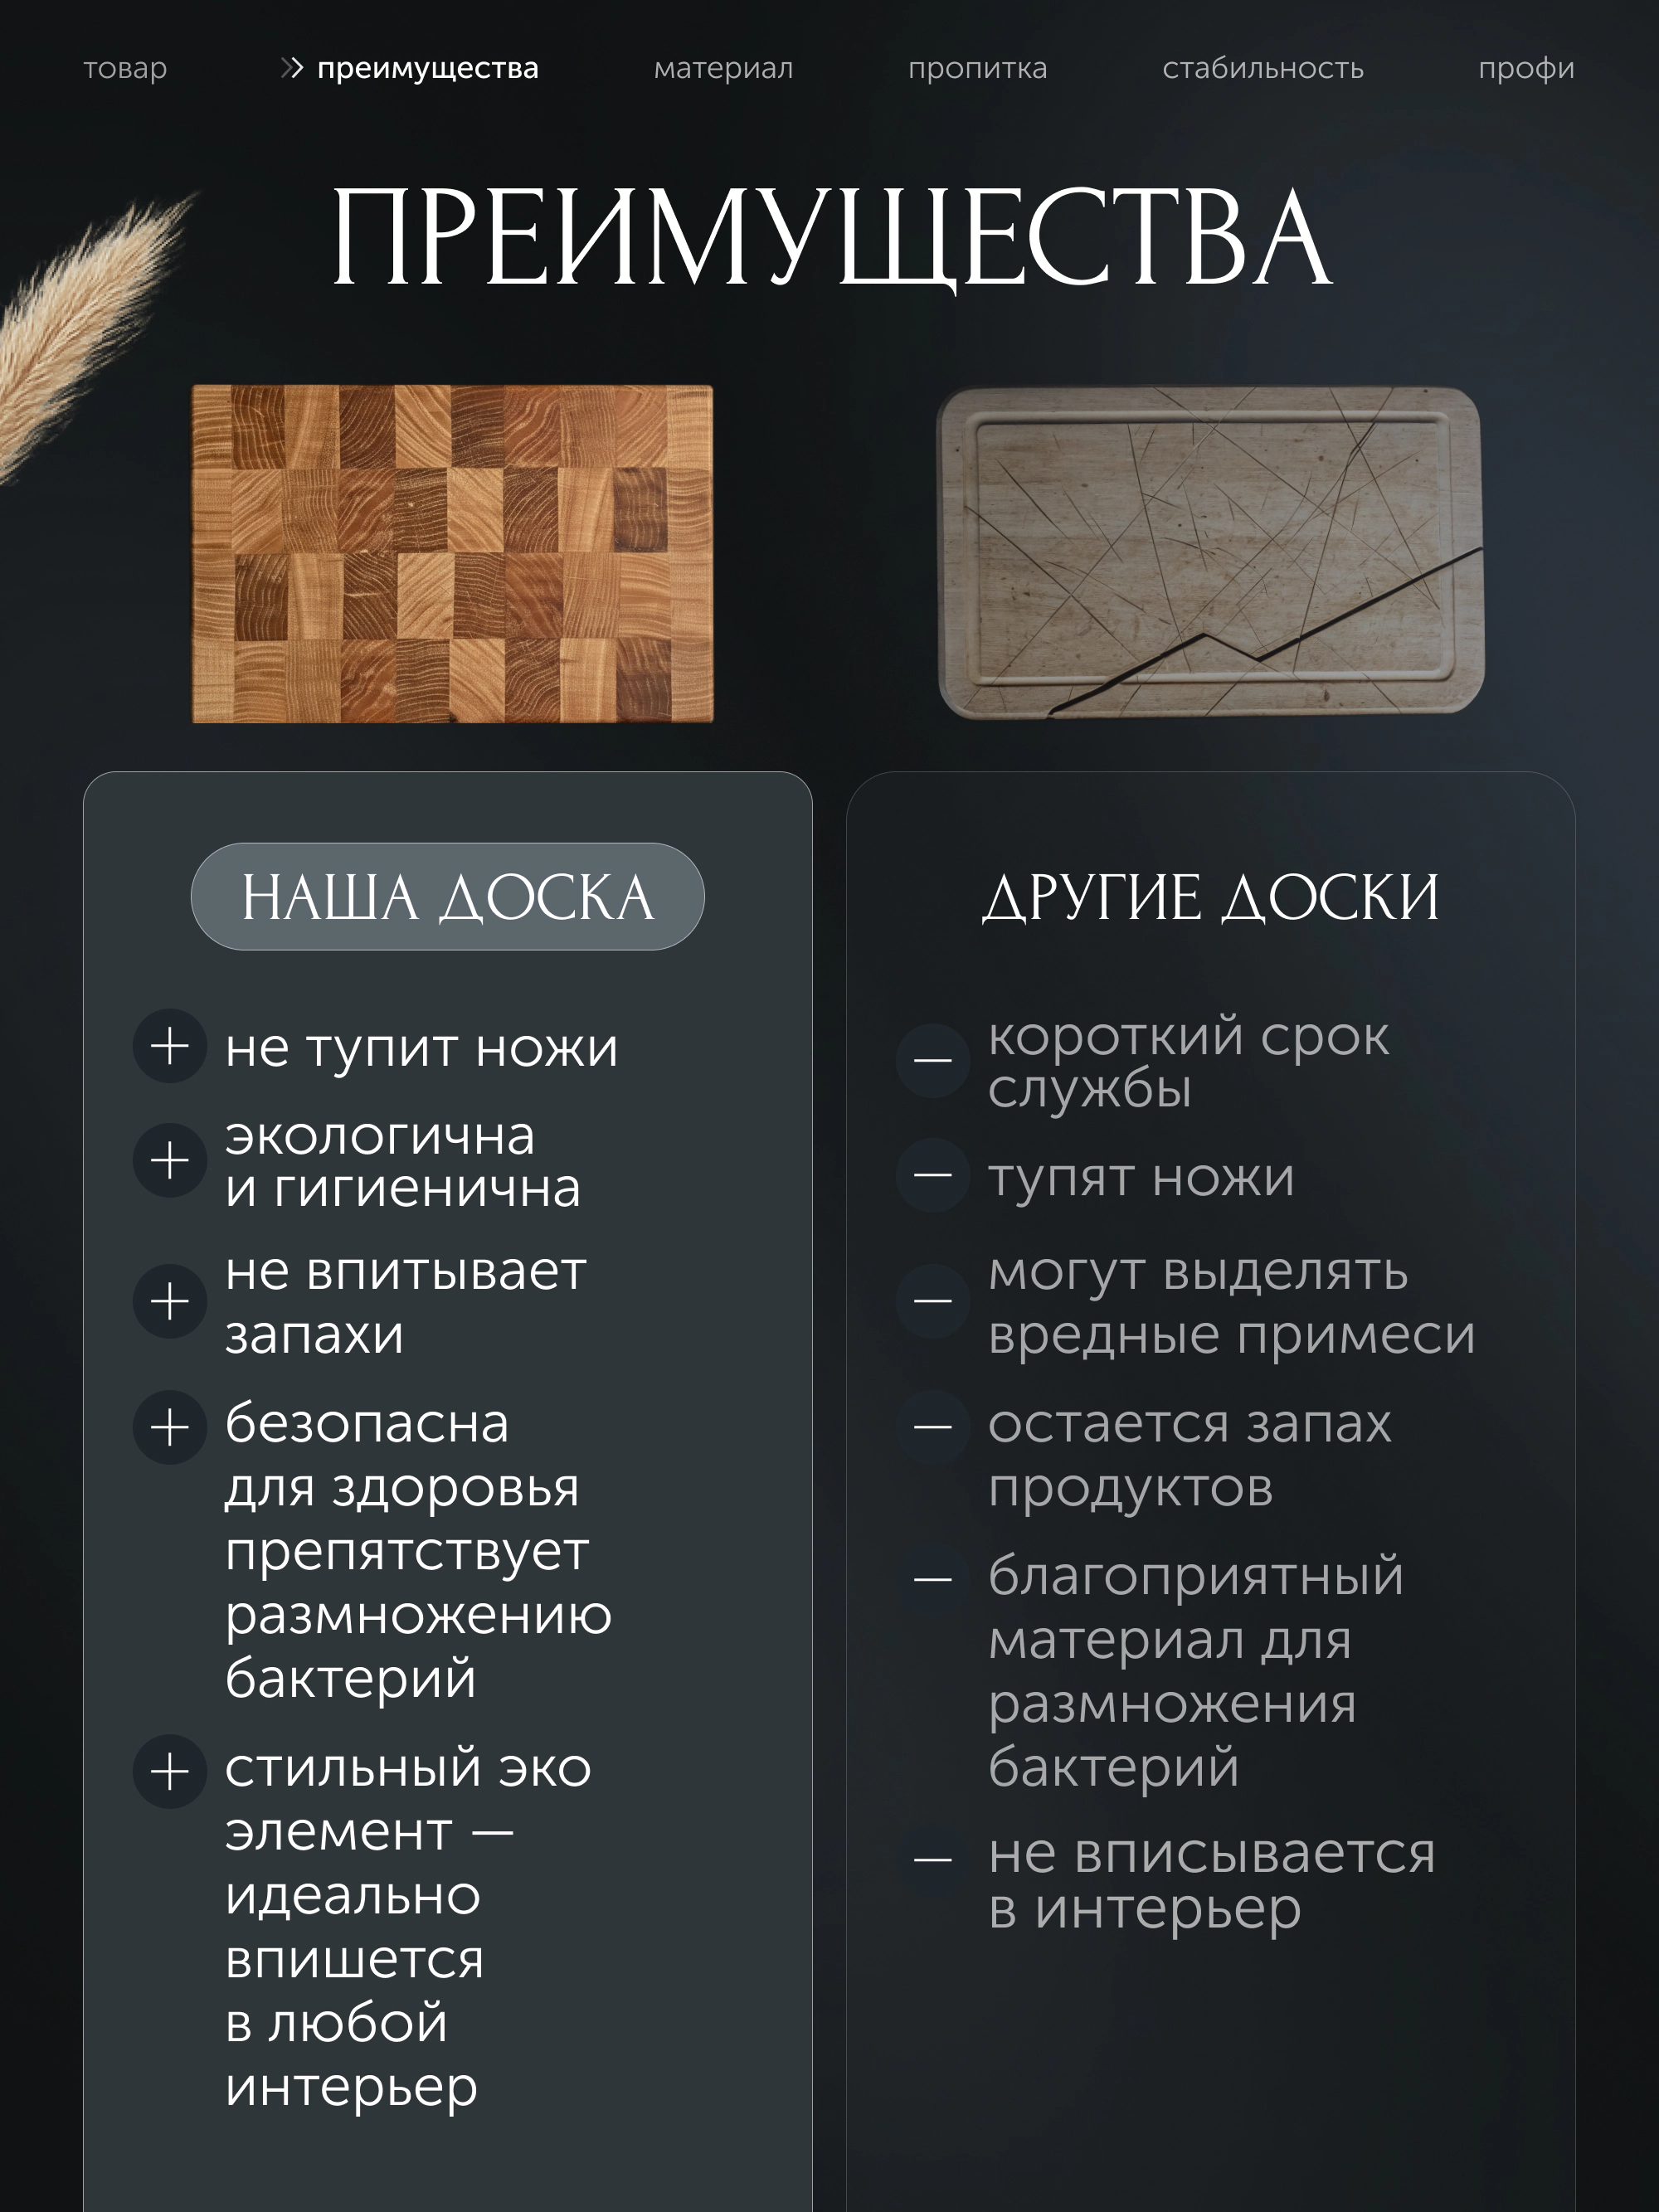 товар
преимущества
материал
пропитка
стабильность
профи
ПРЕИМУЩЕСТВА
НАША ДОСКА
не тупит ножи
экологична
и гигиенична
не впитывает
запахи
безопасна
для здоровья
препятствует
размножению
бактерий
стильный эко
элемент —
идеально
впишется
в любой
интерьер
ДРУГИЕ ДОСКИ
короткий срок
службы
тупят ножи
могут выделять
вредные примеси
остается запах
продуктов
благоприятный
материал для
размножения
бактерий
не вписывается
в интерьер